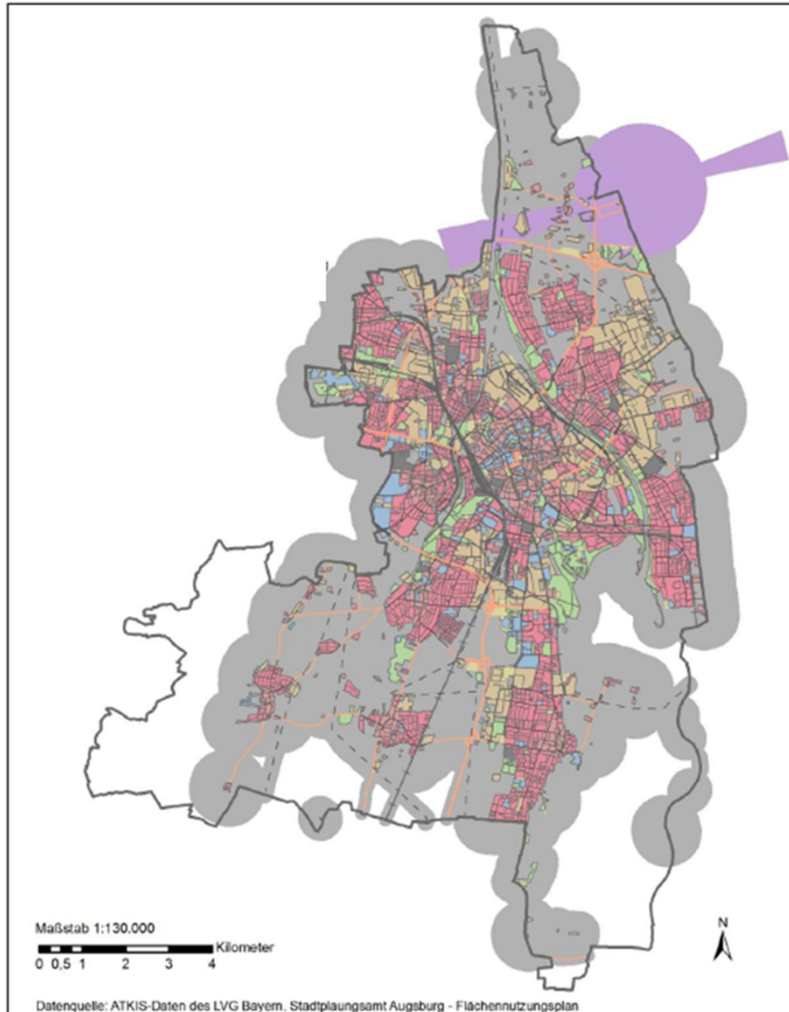 N
Maßstab 1:130.000
Kilometer
0 0,5 1 2 3 4
Datenquelle: ATKIS-Daten des LVG Bayern, Stadtplaungsamt Augsburg - Flächennutzungsplan